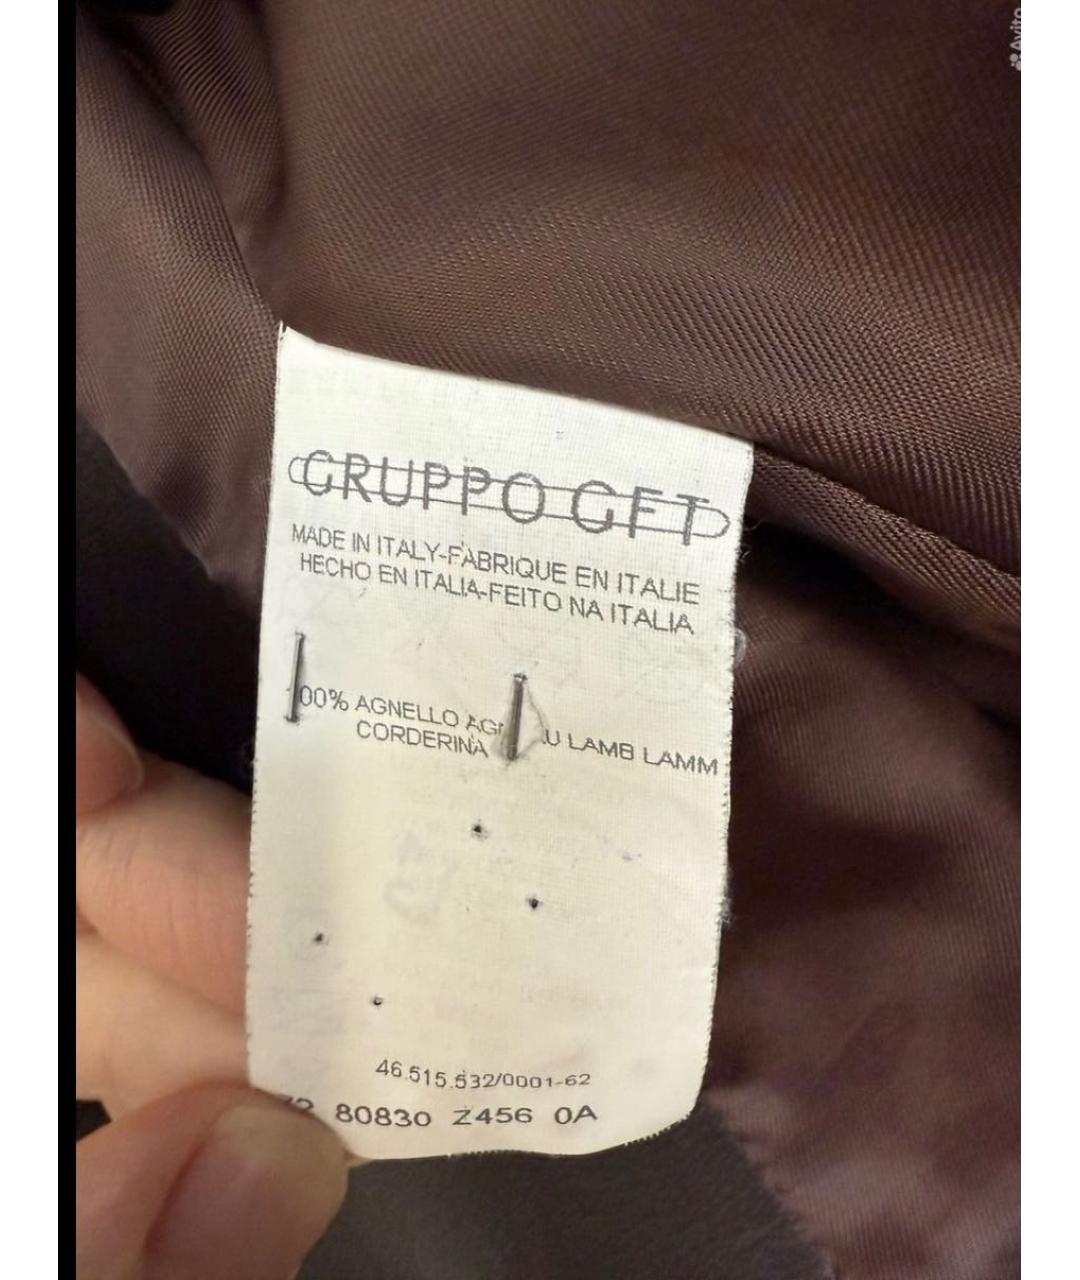 Avito
GRUPPO GFT
MADE IN ITALY-FABRIQUE EN ITALIE
HECHO EN ITALIA-FEITO NA ITALIA
00% AGNELLO LAMB LAMM
CORDERINA
46.515.532/0001-62
80830 Z456 0A